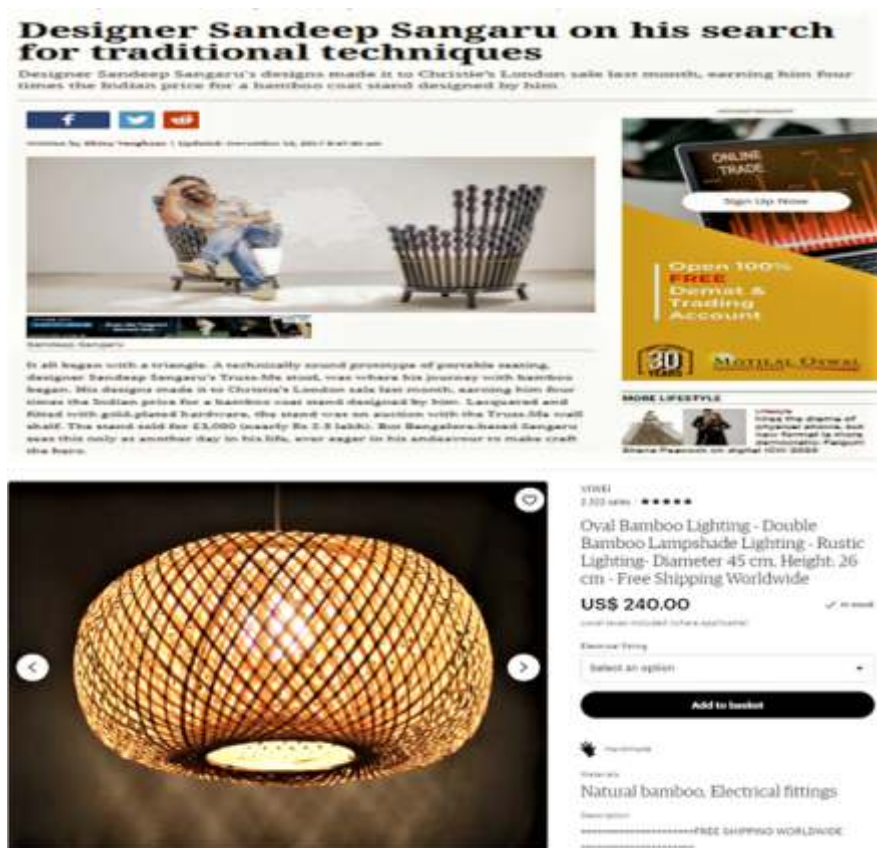 Designer Sandeep Sangaru on his search
for traditional techniques
Designer Sandeep Sangaru's designs made it to Christie's London sale last month, earning him four
times the Indian price for a bamboo coat stand designed by him
f
ONLINE
TRADE
Sign Up Now
Open 100%
FREE
Demat &
Trading
Account
30
YEARS
MOTILAL OSWAL
Sandeep Sangaru
It all began with a triangle. A technically sound prototype of portable seating,
designer Sandeep Sangaru's Truss-Me stool, was where his journey with bamboo
began. His designs made it to Christie's London sale last month, earning him four
times the Indian price for a bamboo coat stand designed by him. Lacquered and
fitted with gold-plated hardware, the stand was on auction with the Truss-Me wall
shelf. The stand sold for £3,000 (nearly Rs 2.5 lakh). But Bangalore-based Sangaru
sees this only as another day in his life, ever eager in his endeavour to make craft
the hero.
MORE LIFESTYLE
Oval Bamboo Lighting - Double
Bamboo Lampshade Lighting - Rustic
Lighting- Diameter 45 cm, Height: 26
cm - Free Shipping Worldwide
US$ 240.00
In stock
Select an option
Add to basket
Handmade
Materials
Natural bamboo, Electrical fittings
Description
FREE SHIPPING WORLDWIDE